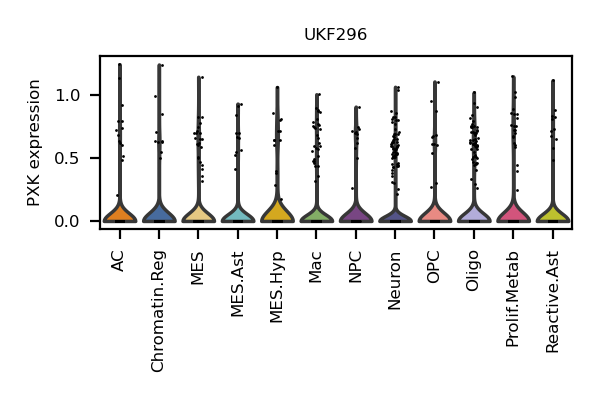 UKF296
PXK expression
1.0
0.5
0.0
AC
Chromatin.Reg
MES
MES.Ast
MES.Hyp
Mac
NPC
Neuron
OPC
Oligo
Prolif.Metab
Reactive.Ast